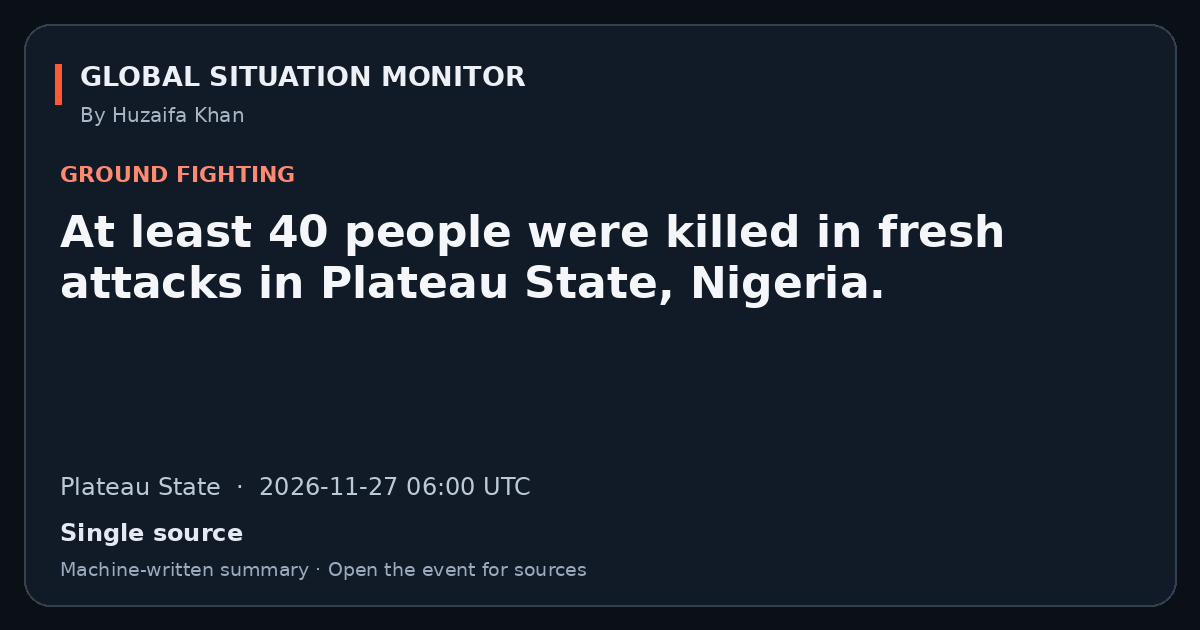 GLOBAL SITUATION MONITOR
By Huzaifa Khan
GROUND FIGHTING
At least 40 people were killed in fresh
attacks in Plateau State, Nigeria.
Plateau State · 2026-11-27 06:00 UTC
Single source
Machine-written summary · Open the event for sources